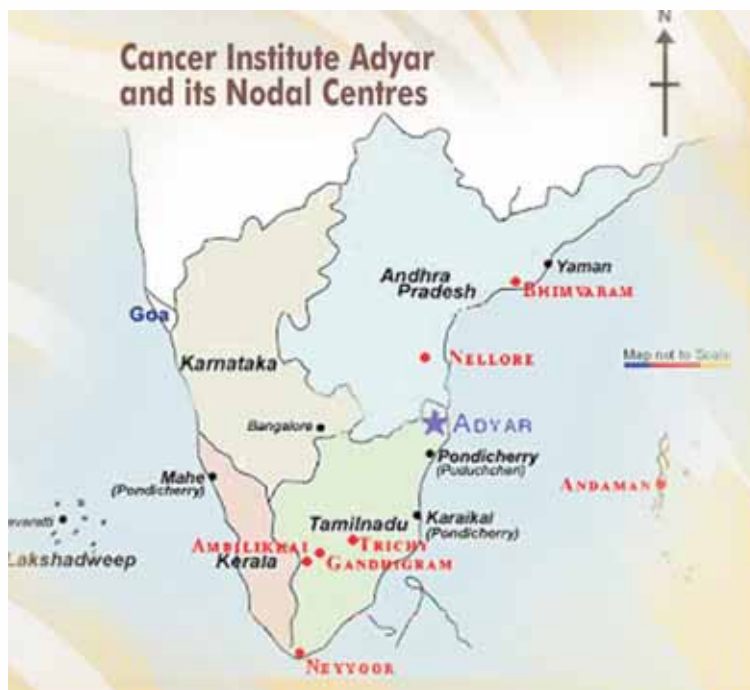 Cancer Institute Adyar
and its Nodal Centres
N
Andhra
Pradesh
Yaman
BHIMVARAM
Goa
Karnataka
NELLORE
Map not to Scale
Bangalore
ADYAR
Pondicherry
(Puduchcheri)
Mahe
(Pondicherry)
ANDAMAN
Tamilnadu
Karaikal
(Pondicherry)
TRICHY
AMBILIKKAI
GANDHIGRAM
Kerala
Lakshadweep
NEYYOOR